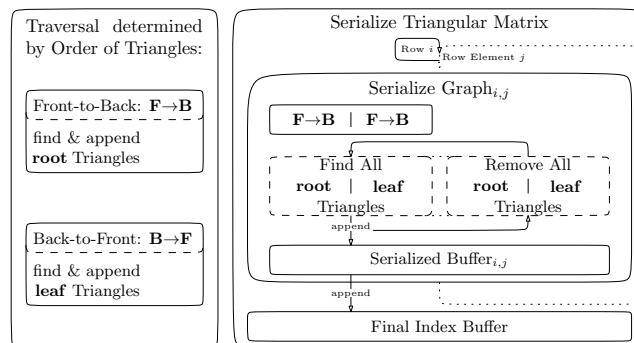 Traversal determined
by Order of Triangles:
Front-to-Back: F→B
find & append
root Triangles
Back-to-Front: B→F
find & append
leaf Triangles
Serialize Triangular Matrix
Row i
Row Element j
Serialize Graph i,j
F→B | F→B
Find All
root | leaf
Triangles
Remove All
root | leaf
Triangles
append
Serialized Buffer i,j
append
Final Index Buffer